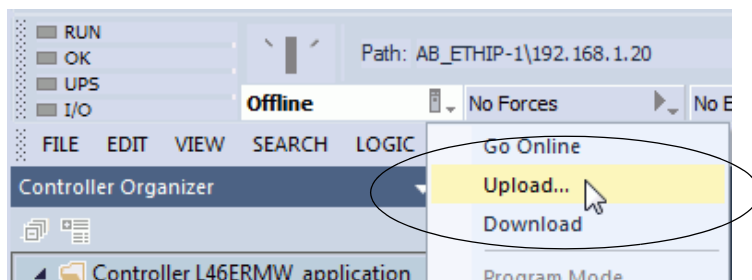 RUN
OK
UPS
I/O
Path: AB_ETHIP-1\192.168.1.20
Offline
No Forces
No E
FILE EDIT VIEW SEARCH LOGIC
Go Online
Controller Organizer
Upload...
Download
Controller L46ERMW_application
Program Mode